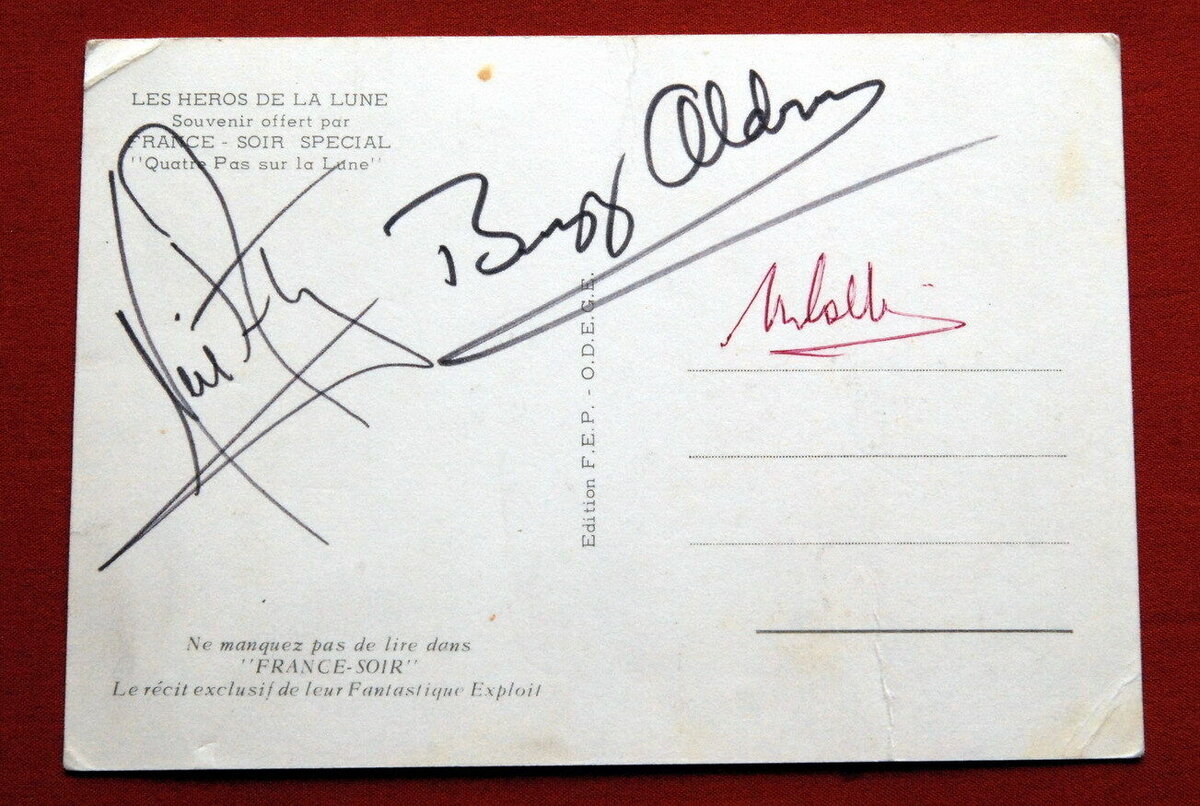 LES HEROS DE LA LUNE
Souvenir offert par
FRANCE - SOIR SPECIAL
"Quatre Pas sur la Lune"
Buzz Aldrin
Edition F.E.P. - O.D.E.G.E.
Ne manquez pas de lire dans
"FRANCE-SOIR"
Le récit exclusif de leur Fantastique Exploit